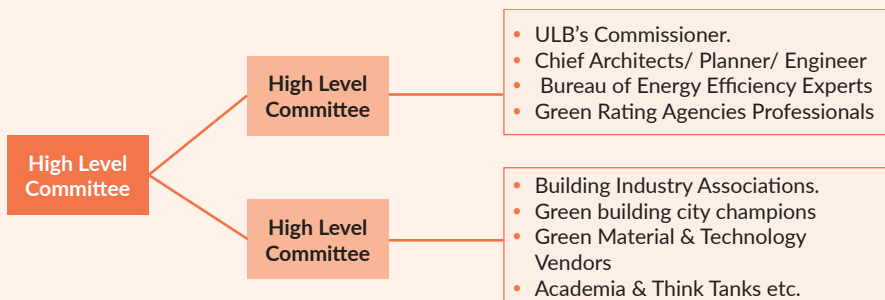 High Level
Committee
High Level
Committee
• ULB's Commissioner.
• Chief Architects/ Planner/ Engineer
• Bureau of Energy Efficiency Experts
• Green Rating Agencies Professionals
High Level
Committee
• Building Industry Associations.
• Green building city champions
• Green Material & Technology
Vendors
• Academia & Think Tanks etc.